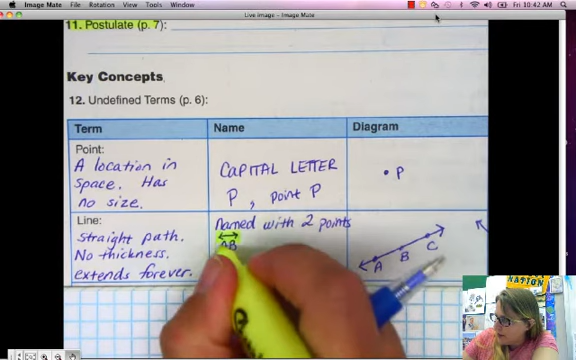 Image Mate File Rotation View Tools Window
Fri 10:42 AM
Live Image - Image Mate
11. Postulate (p. 7):
Key Concepts
12. Undefined Terms (p. 6):
Term Name Diagram
Point:
A location in
space. Has
no size.
CAPITAL LETTER
P, point P
P
Line:
Straight path.
No thickness.
extends forever.
named with 2 points
AB
A B C